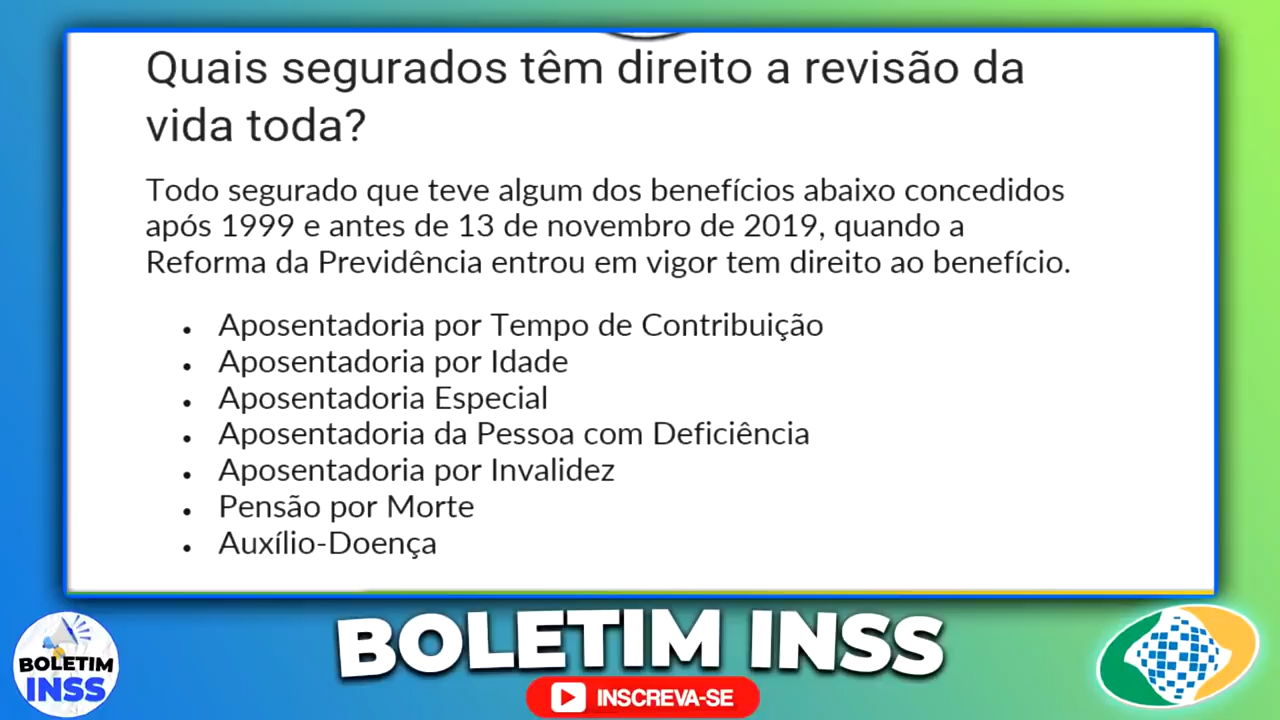 Quais segurados têm direito a revisão da
vida toda?
Todo segurado que teve algum dos benefícios abaixo concedidos
após 1999 e antes de 13 de novembro de 2019, quando a
Reforma da Previdência entrou em vigor tem direito ao benefício.
• Aposentadoria por Tempo de Contribuição
• Aposentadoria por Idade
• Aposentadoria Especial
• Aposentadoria da Pessoa com Deficiência
• Aposentadoria por Invalidez
• Pensão por Morte
• Auxílio-Doença
BOLETIM
INSS
BOLETIM INSS
INSCREVA-SE